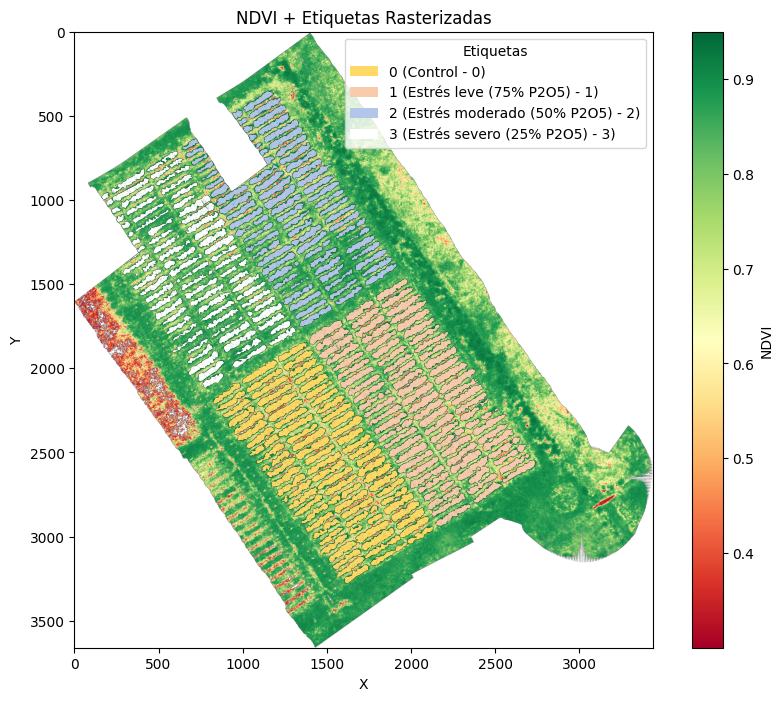 NDVI + Etiquetas Rasterizadas
Etiquetas
0 (Control - 0)
1 (Estrés leve (75% P2O5) - 1)
2 (Estrés moderado (50% P2O5) - 2)
3 (Estrés severo (25% P2O5) - 3)
0
500
1000
1500
2000
2500
3000
3500
Y
0
500
1000
1500
2000
2500
3000
X
0.9
0.8
0.7
0.6
0.5
0.4
NDVI